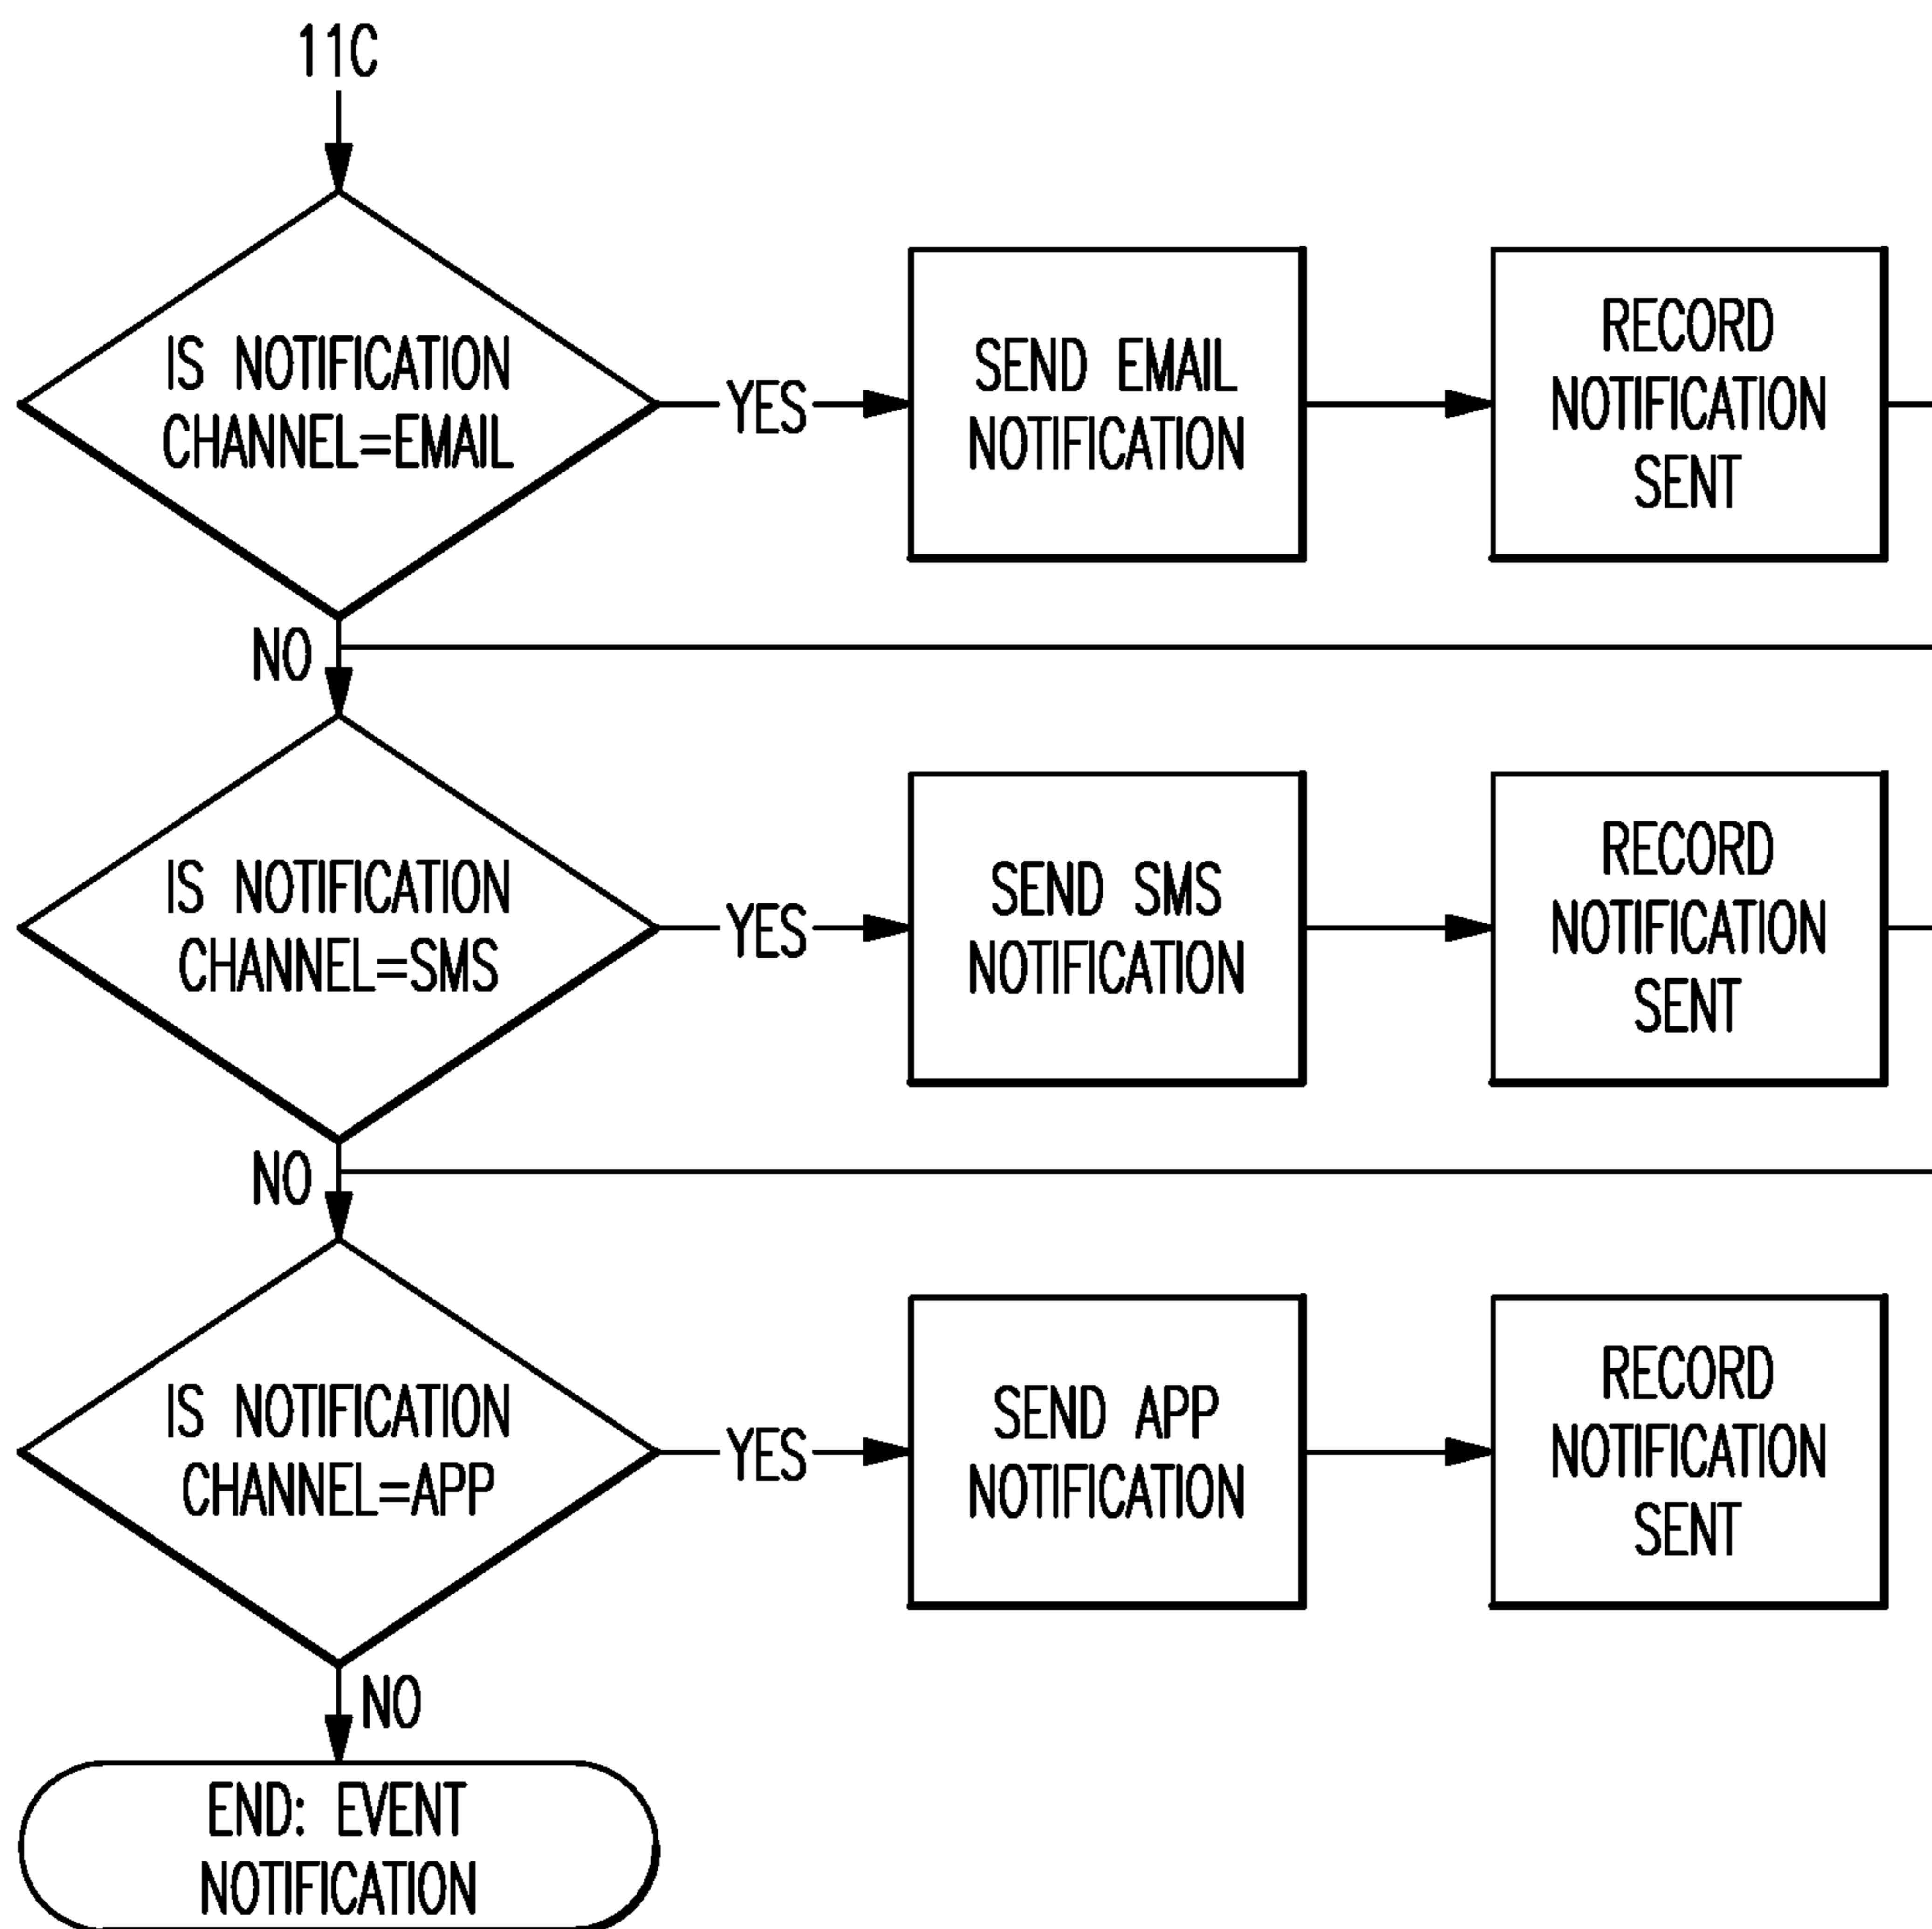 11C
IS NOTIFICATION
CHANNEL=EMAIL
YES
SEND EMAIL
NOTIFICATION
RECORD
NOTIFICATION
SENT
NO
IS NOTIFICATION
CHANNEL=SMS
YES
SEND SMS
NOTIFICATION
RECORD
NOTIFICATION
SENT
NO
IS NOTIFICATION
CHANNEL=APP
YES
SEND APP
NOTIFICATION
RECORD
NOTIFICATION
SENT
NO
END: EVENT
NOTIFICATION